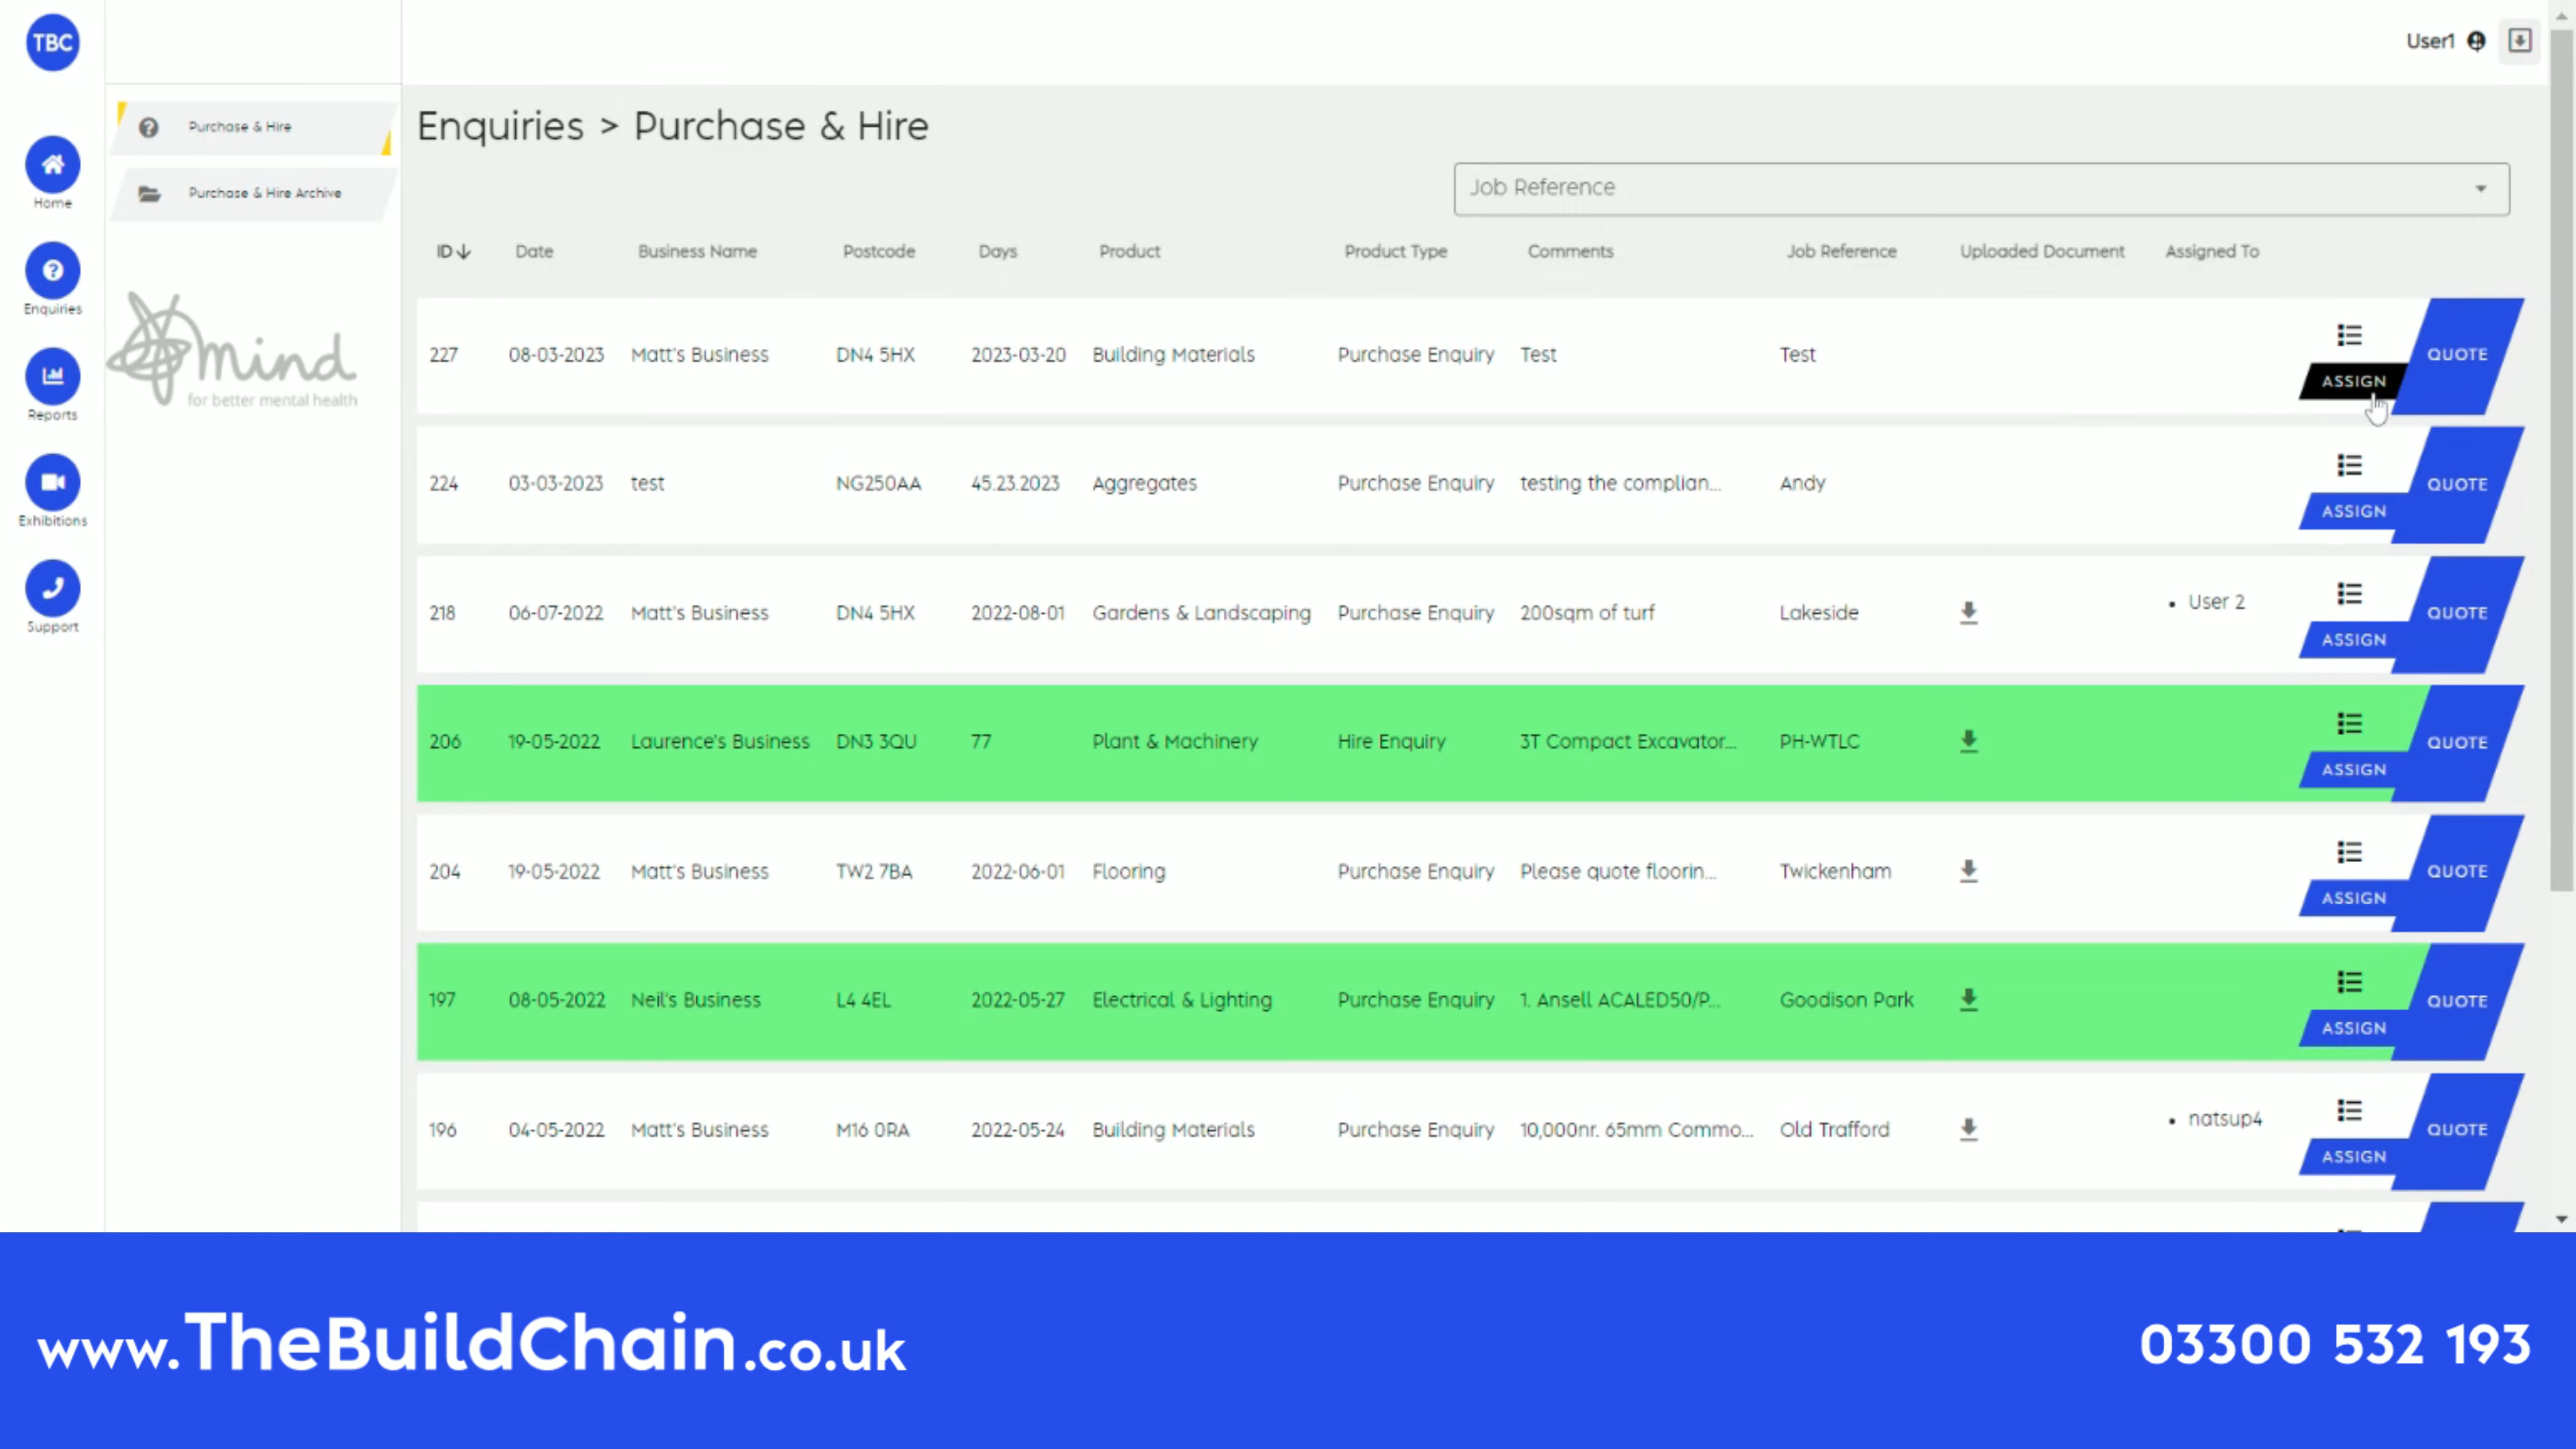 TBC
User1
Home
Enquiries
Reports
Exhibitions
Support
Purchase & Hire
Purchase & Hire Archive
mind
for better mental health
Enquiries > Purchase & Hire
Job Reference
ID Date Business Name Postcode Days Product Product Type Comments Job Reference Uploaded Document Assigned To
227 08-03-2023 Matt's Business DN4 5HX 2023-03-20 Building Materials Purchase Enquiry Test Test ASSIGN QUOTE
224 03-03-2023 test NG250AA 45.23.2023 Aggregates Purchase Enquiry testing the complian... Andy ASSIGN QUOTE
218 06-07-2022 Matt's Business DN4 5HX 2022-08-01 Gardens & Landscaping Purchase Enquiry 200sqm of turf Lakeside • User 2 ASSIGN QUOTE
206 19-05-2022 Laurence's Business DN3 3QU 77 Plant & Machinery Hire Enquiry 3T Compact Excavator... PH-WTLC ASSIGN QUOTE
204 19-05-2022 Matt's Business TW2 7BA 2022-06-01 Flooring Purchase Enquiry Please quote floorin... Twickenham ASSIGN QUOTE
197 08-05-2022 Neil's Business L4 4EL 2022-05-27 Electrical & Lighting Purchase Enquiry 1. Ansell ACALED50/P... Goodison Park ASSIGN QUOTE
196 04-05-2022 Matt's Business M16 0RA 2022-05-24 Building Materials Purchase Enquiry 10,000nr. 65mm Commo... Old Trafford • natsup4 ASSIGN QUOTE
www.TheBuildChain.co.uk
03300 532 193